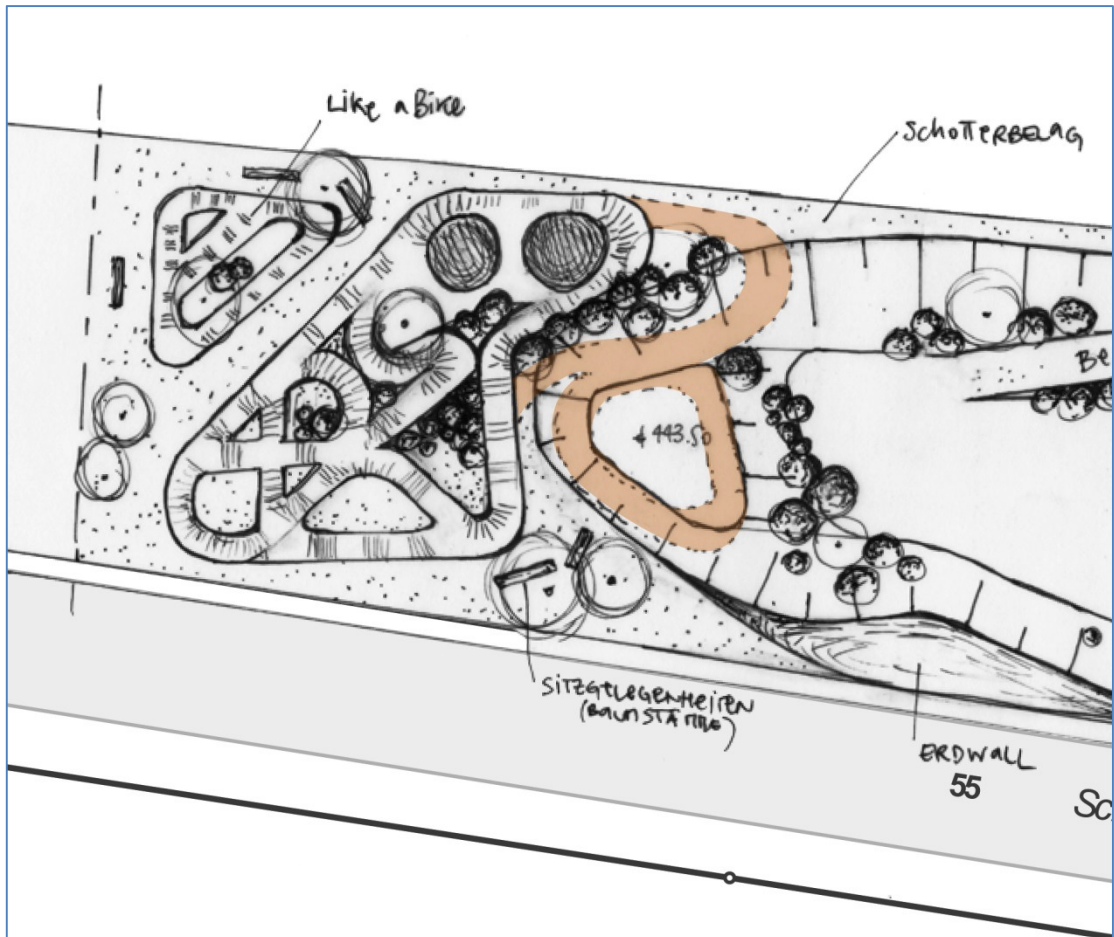 Like a Bike
SCHOTTERBELAG
Be
443.50
SITZGELEGENHEITEN
(BAUMSTÄMME)
ERDWALL
55
Sc